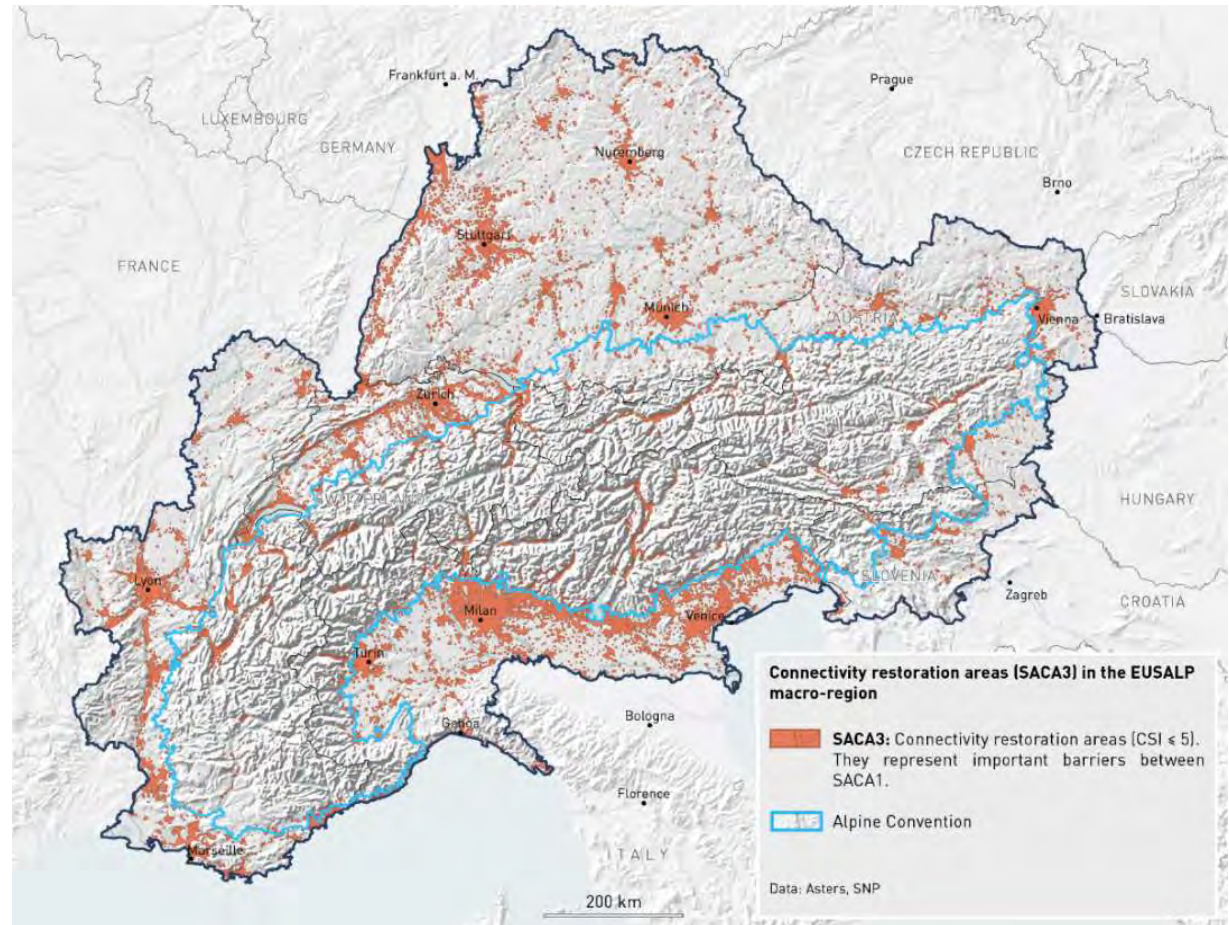 Frankfurt a. M.
Prague
LUXEMBOURG
GERMANY
CZECH REPUBLIC
Nuremberg
Brno
Stuttgart
FRANCE
SLOVAKIA
Munich
AUSTRIA
Vienna
Bratislava
Zurich
SWITZERLAND
HUNGARY
Lyon
SLOVENIA
Zagreb
CROATIA
Milan
Venice
Turin
Genoa
Bologna
Florence
ITALY
Marseille
200 km
Connectivity restoration areas (SACA3) in the EUSALP
macro-region
SACA3: Connectivity restoration areas (CSI ≤ 5).
They represent important barriers between
SACA1.
Alpine Convention
Data: Asters, SNP